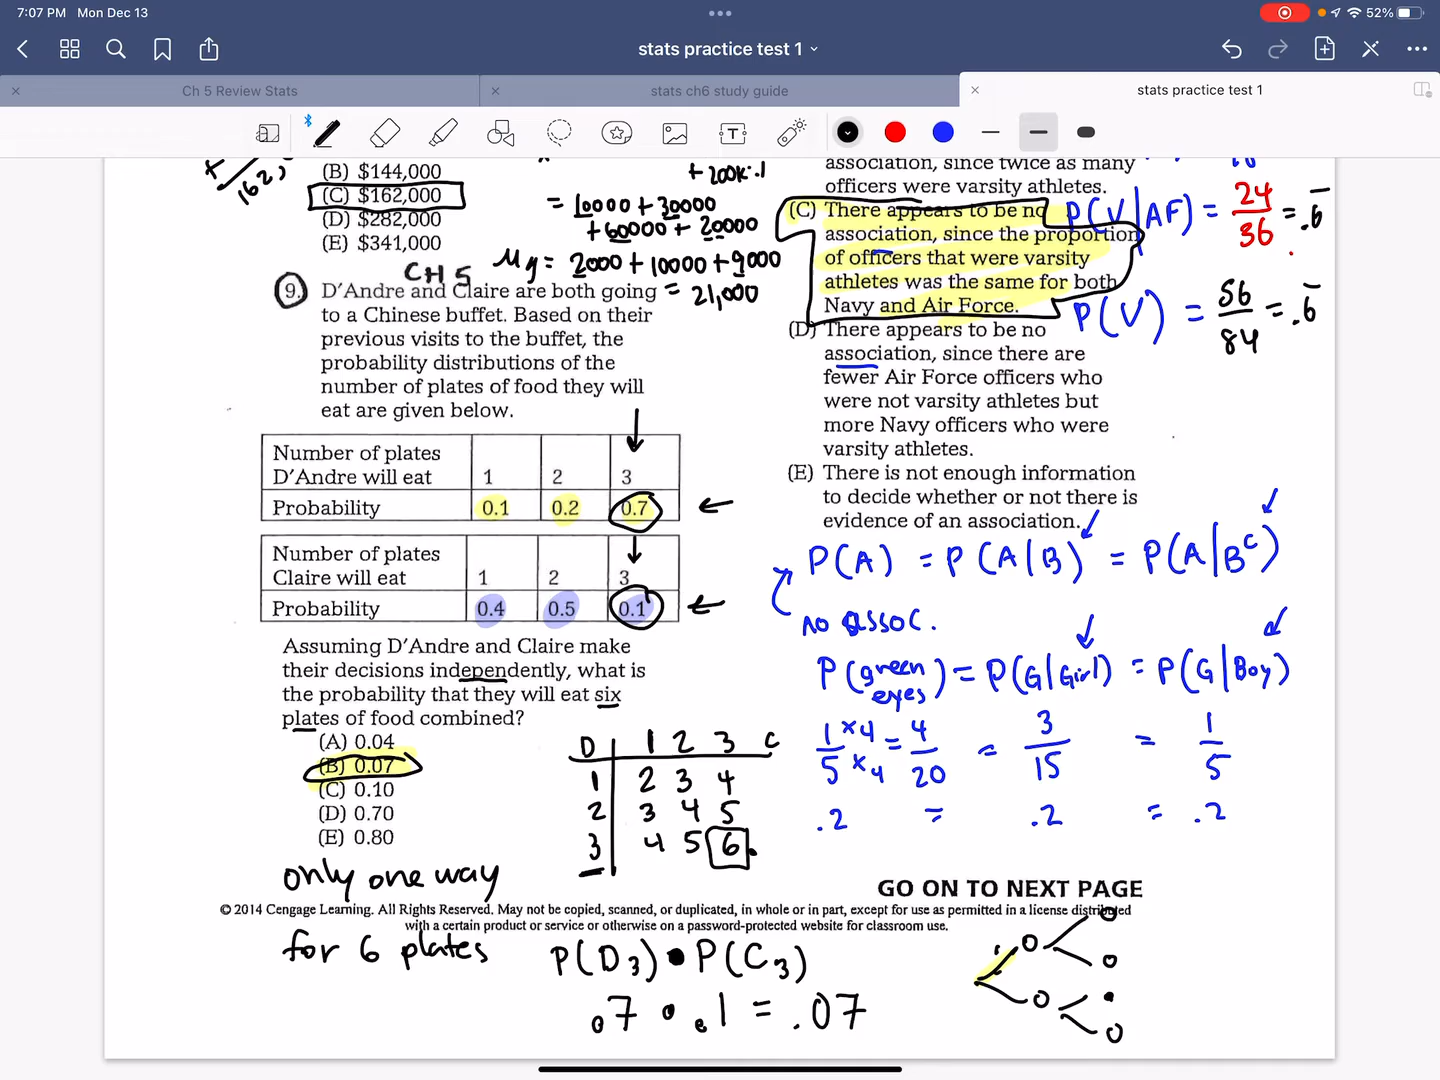 7:07 PM Mon Dec 13
52%
stats practice test 1
Ch 5 Review Stats
stats ch6 study guide
stats practice test 1
+
162,
(B) $144,000
(C) $162,000
(D) $282,000
(E) $341,000
+ 200K·.1
= 10000 + 30000
+ 60000 + 20000
My = 2000 + 10000 + 9000
= 21,000
CH 5
9. D'Andre and Claire are both going
to a Chinese buffet. Based on their
previous visits to the buffet, the
probability distributions of the
number of plates of food they will
eat are given below.
Number of plates
D'Andre will eat 1 2 3
Probability 0.1 0.2 0.7
Number of plates
Claire will eat 1 2 3
Probability 0.4 0.5 0.1
Assuming D'Andre and Claire make
their decisions independently, what is
the probability that they will eat six
plates of food combined?
(A) 0.04
(B) 0.07
(C) 0.10
(D) 0.70
(E) 0.80
D 1 2 3 C
1 2 3 4
2 3 4 5
3 4 5 6
only one way
for 6 plates
P(D3) • P(C3)
.7 • .1 = .07
association, since twice as many
officers were varsity athletes.
(C) There appears to be no
association, since the proportion
of officers that were varsity
athletes was the same for both
Navy and Air Force.
(D) There appears to be no
association, since there are
fewer Air Force officers who
were not varsity athletes but
more Navy officers who were
varsity athletes.
(E) There is not enough information
to decide whether or not there is
evidence of an association.
P(V|AF) = 24/36 = .6̅
P(V) = 56/84 = .6̅
P(A) = P(A|B) = P(A|Bᶜ)
no assoc.
P(green eyes) = P(G|Girl) = P(G|Boy)
1/5 ×4 ×4 = 4/20 = 3/15 = 1/5
.2 = .2 = .2
GO ON TO NEXT PAGE
© 2014 Cengage Learning. All Rights Reserved. May not be copied, scanned, or duplicated, in whole or in part, except for use as permitted in a license distributed
with a certain product or service or otherwise on a password-protected website for classroom use.